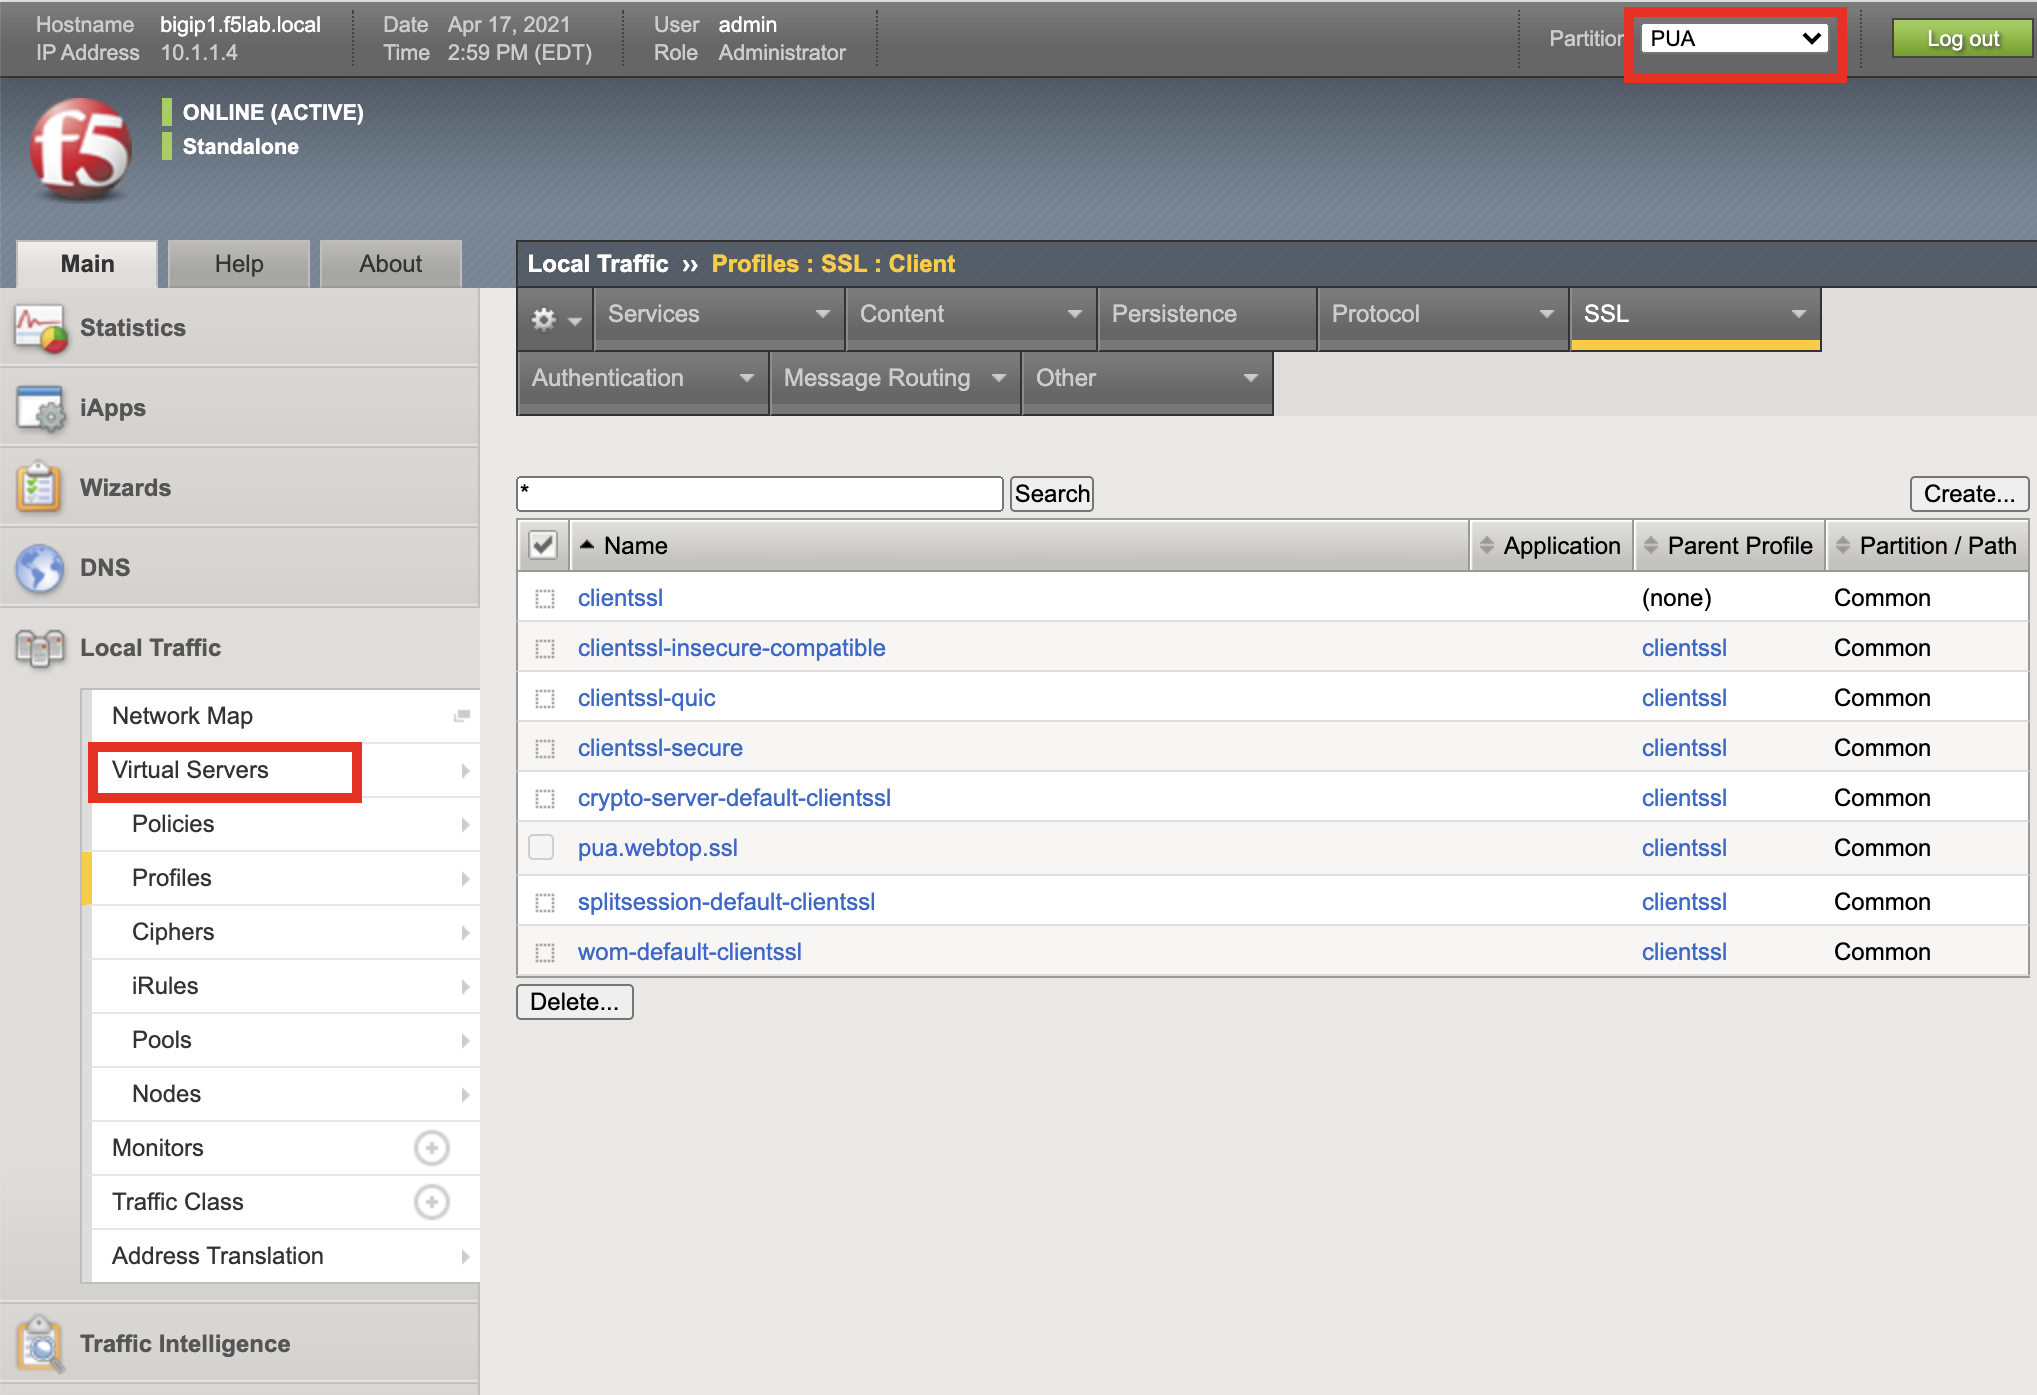 Hostname bigip1.f5lab.local Date Apr 17, 2021 User admin
IP Address 10.1.1.4 Time 2:59 PM (EDT) Role Administrator
Partition PUA Log out
f5
ONLINE (ACTIVE)
Standalone
Main Help About
Local Traffic ›› Profiles : SSL : Client
Services Content Persistence Protocol SSL
Authentication Message Routing Other
Statistics
iApps
Wizards
DNS
Local Traffic
Network Map
Virtual Servers
Policies
Profiles
Ciphers
iRules
Pools
Nodes
Monitors
Traffic Class
Address Translation
Traffic Intelligence
* Search Create...
Name Application Parent Profile Partition / Path
clientssl (none) Common
clientssl-insecure-compatible clientssl Common
clientssl-quic clientssl Common
clientssl-secure clientssl Common
crypto-server-default-clientssl clientssl Common
pua.webtop.ssl clientssl Common
splitsession-default-clientssl clientssl Common
wom-default-clientssl clientssl Common
Delete...